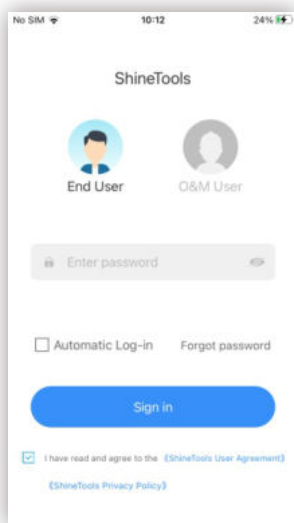 No SIM 10:12 24%
ShineTools
End User O&M User
Enter password
Automatic Log-in Forgot password
Sign in
I have read and agree to the 《ShineTools User Agreement》
《ShineTools Privacy Policy》